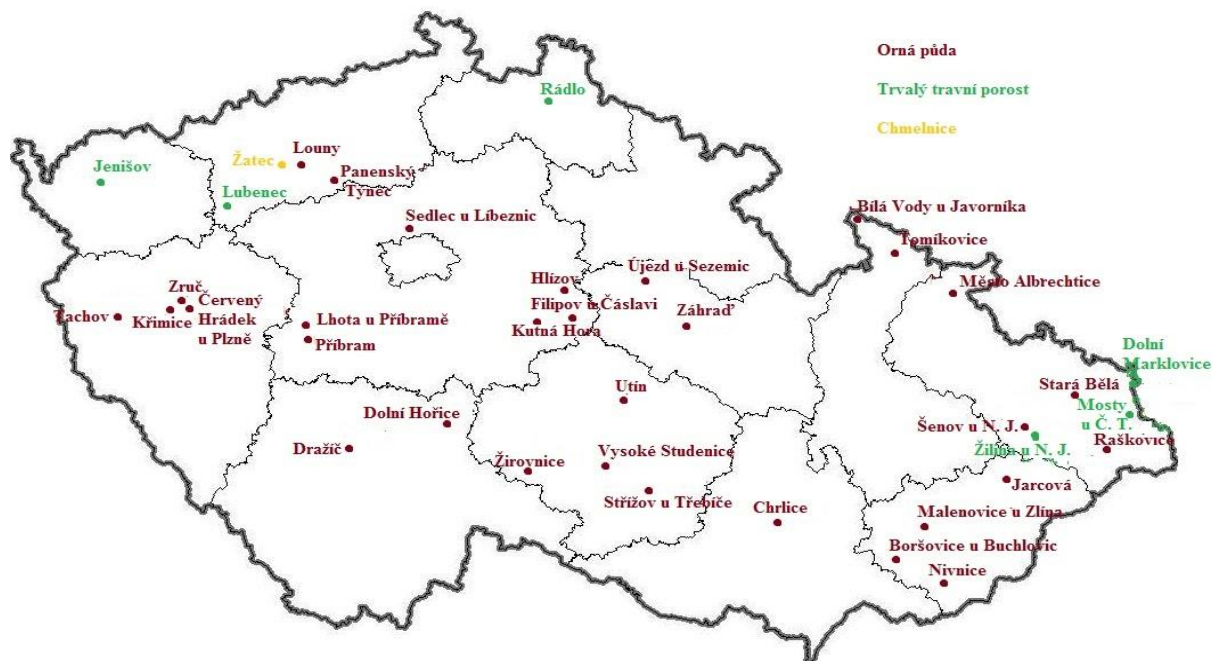 Orná půda
Rádlo
Trvalý travní porost
Chmelnice
Louny
Žatec
Jenišov
Panenský
Týnec
Lubenec
Bílá Vody u Javorníka
Sedlec u Líbeznic
Tomíkovice
Újezd u Sezemic
Hlízov
Město Albrechtice
Zruč
Červený
Hrádek
u Plzně
Filipov u Čáslavi
Záhraď
Tachov
Křimice
Lhota u Příbramě
Kutná Hora
Příbram
Dolní
Marklovice
Utín
Stará Bělá
Mosty
u Č. T.
Dolní Hořice
Šenov u N. J.
Dražíč
Vysoké Studenice
Žilina u N. J.
Raškovice
Žirovnice
Jarcová
Střížov u Třebíče
Chrlice
Malenovice u Zlína
Boršovice u Buchlovic
Nivnice